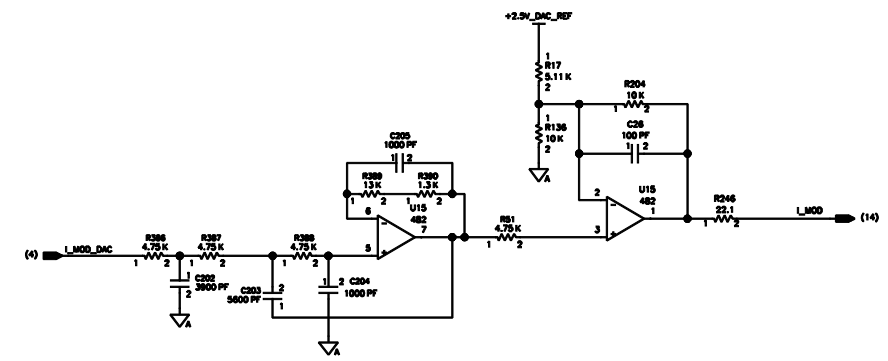 +2.5V_DAC_REF
1
R17
5.11 K
2
R204
10 K
1
2
1
R136
10 K
2
A
C26
100 PF
1
2
C205
1000 PF
1
2
R389
13 K
1
2
R390
1.3 K
1
2
6
U15
482
7
5
2
U15
482
1
3
R246
22.1
1
2
I_MOD
(14)
R51
4.75 K
1
2
(4)
I_MOD_DAC
R386
4.75 K
1
2
R387
4.75 K
1
2
R388
4.75 K
1
2
1
C202
3900 PF
2
A
C203
5600 PF
2
1
1
2
C204
1000 PF
A